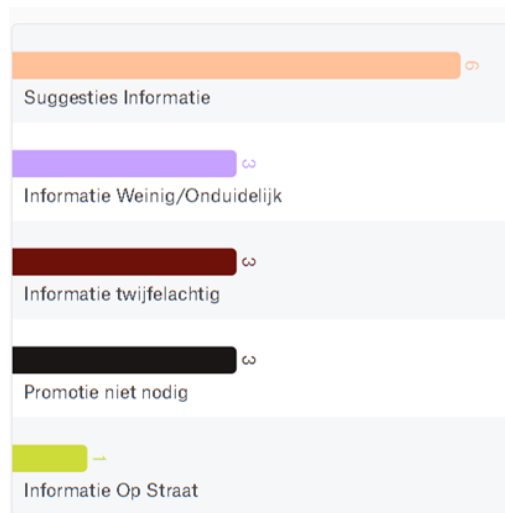 6
Suggesties Informatie
3
Informatie Weinig/Onduidelijk
3
Informatie twijfelachtig
3
Promotie niet nodig
1
Informatie Op Straat